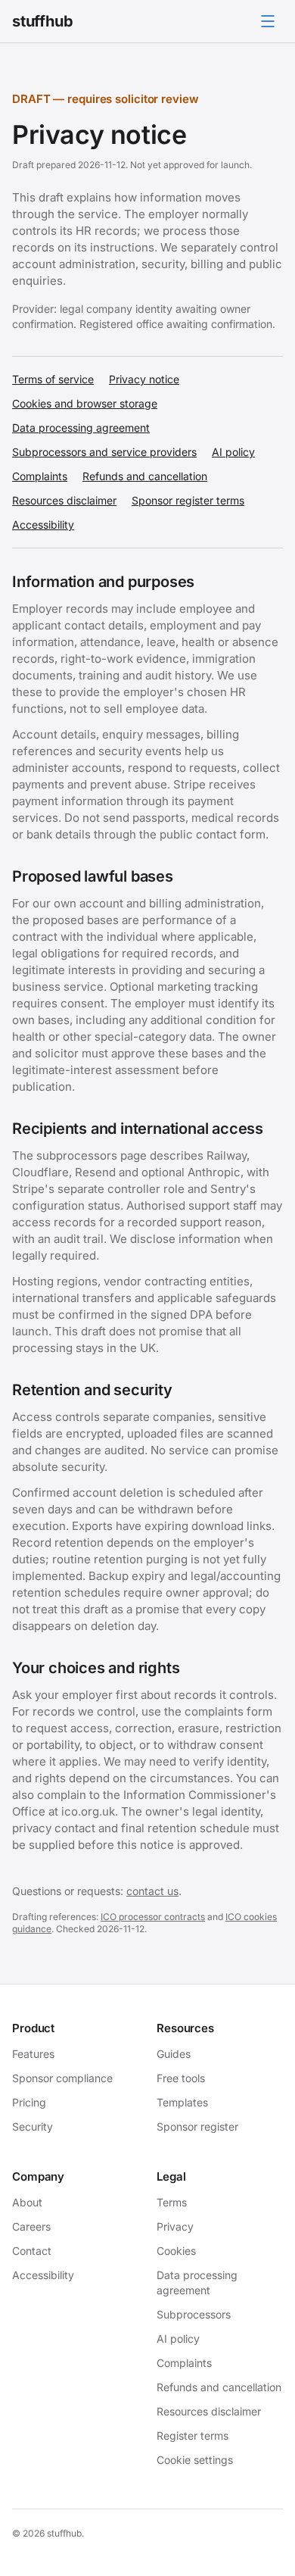 stuffhub
DRAFT — requires solicitor review
Privacy notice
Draft prepared 2026-11-12. Not yet approved for launch.
This draft explains how information moves
through the service. The employer normally
controls its HR records; we process those
records on its instructions. We separately control
account administration, security, billing and public
enquiries.
Provider: legal company identity awaiting owner
confirmation. Registered office awaiting confirmation.
Terms of service Privacy notice
Cookies and browser storage
Data processing agreement
Subprocessors and service providers AI policy
Complaints Refunds and cancellation
Resources disclaimer Sponsor register terms
Accessibility
Information and purposes
Employer records may include employee and
applicant contact details, employment and pay
information, attendance, leave, health or absence
records, right-to-work evidence, immigration
documents, training and audit history. We use
these to provide the employer's chosen HR
functions, not to sell employee data.
Account details, enquiry messages, billing
references and security events help us
administer accounts, respond to requests, collect
payments and prevent abuse. Stripe receives
payment information through its payment
services. Do not send passports, medical records
or bank details through the public contact form.
Proposed lawful bases
For our own account and billing administration,
the proposed bases are performance of a
contract with the individual where applicable,
legal obligations for required records, and
legitimate interests in providing and securing a
business service. Optional marketing tracking
requires consent. The employer must identify its
own bases, including any additional condition for
health or other special-category data. The owner
and solicitor must approve these bases and the
legitimate-interest assessment before
publication.
Recipients and international access
The subprocessors page describes Railway,
Cloudflare, Resend and optional Anthropic, with
Stripe's separate controller role and Sentry's
configuration status. Authorised support staff may
access records for a recorded support reason,
with an audit trail. We disclose information when
legally required.
Hosting regions, vendor contracting entities,
international transfers and applicable safeguards
must be confirmed in the signed DPA before
launch. This draft does not promise that all
processing stays in the UK.
Retention and security
Access controls separate companies, sensitive
fields are encrypted, uploaded files are scanned
and changes are audited. No service can promise
absolute security.
Confirmed account deletion is scheduled after
seven days and can be withdrawn before
execution. Exports have expiring download links.
Record retention depends on the employer's
duties; routine retention purging is not yet fully
implemented. Backup expiry and legal/accounting
retention schedules require owner approval; do
not treat this draft as a promise that every copy
disappears on deletion day.
Your choices and rights
Ask your employer first about records it controls.
For records we control, use the complaints form
to request access, correction, erasure, restriction
or portability, to object, or to withdraw consent
where it applies. We may need to verify identity,
and rights depend on the circumstances. You can
also complain to the Information Commissioner's
Office at ico.org.uk. The owner's legal identity,
privacy contact and final retention schedule must
be supplied before this notice is approved.
Questions or requests: contact us.
Drafting references: ICO processor contracts and ICO cookies
guidance. Checked 2026-11-12.
Product
Features
Sponsor compliance
Pricing
Security
Resources
Guides
Free tools
Templates
Sponsor register
Company
About
Careers
Contact
Accessibility
Legal
Terms
Privacy
Cookies
Data processing
agreement
Subprocessors
AI policy
Complaints
Refunds and cancellation
Resources disclaimer
Register terms
Cookie settings
© 2026 stuffhub.